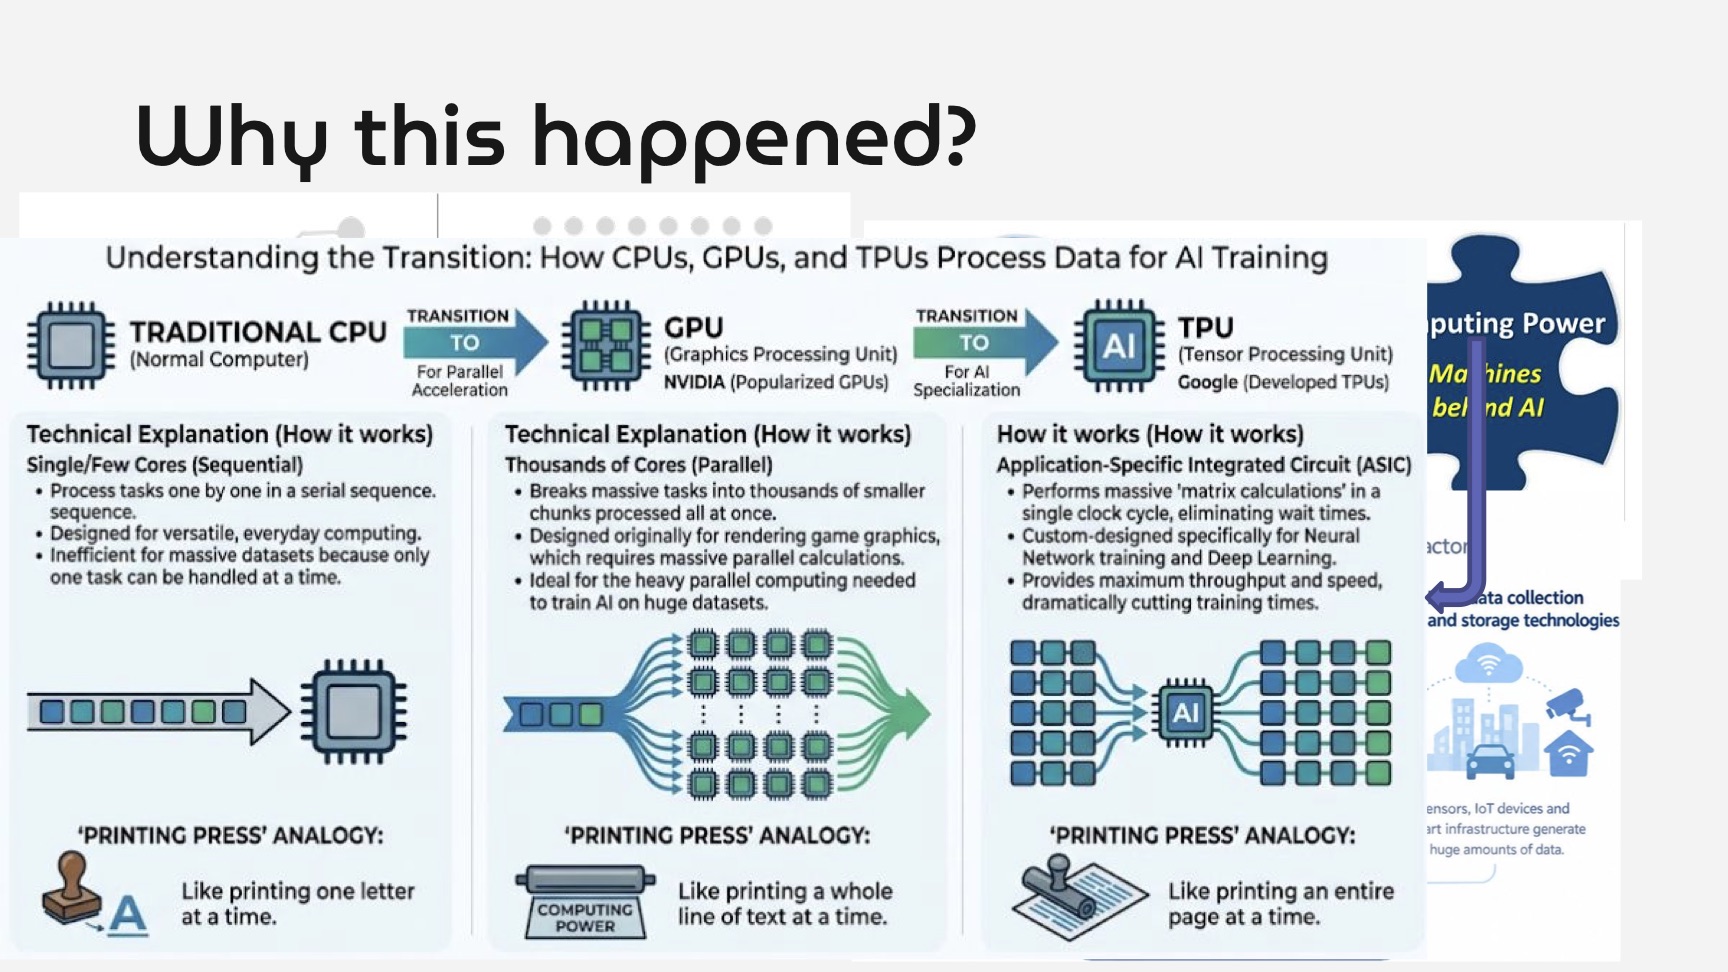 Why this happened?
Understanding the Transition: How CPUs, GPUs, and TPUs Process Data for AI Training
TRADITIONAL CPU
(Normal Computer)
TRANSITION
TO
For Parallel
Acceleration
GPU
(Graphics Processing Unit)
NVIDIA (Popularized GPUs)
TRANSITION
TO
For AI
Specialization
AI
TPU
(Tensor Processing Unit)
Google (Developed TPUs)
Technical Explanation (How it works)
Single/Few Cores (Sequential)
• Process tasks one by one in a serial sequence.
sequence.
• Designed for versatile, everyday computing.
• Inefficient for massive datasets because only
one task can be handled at a time.
'PRINTING PRESS' ANALOGY:
A
Like printing one letter
at a time.
Technical Explanation (How it works)
Thousands of Cores (Parallel)
• Breaks massive tasks into thousands of smaller
chunks processed all at once.
• Designed originally for rendering game graphics,
which requires massive parallel calculations.
• Ideal for the heavy parallel computing needed
to train AI on huge datasets.
'PRINTING PRESS' ANALOGY:
COMPUTING
POWER
Like printing a whole
line of text at a time.
How it works (How it works)
Application-Specific Integrated Circuit (ASIC)
• Performs massive 'matrix calculations' in a
single clock cycle, eliminating wait times.
• Custom-designed specifically for Neural
Network training and Deep Learning.
• Provides maximum throughput and speed,
dramatically cutting training times.
AI
'PRINTING PRESS' ANALOGY:
Like printing an entire
page at a time.
puting Power
behind AI
actor
ata collection
and storage technologies
ensors, IoT devices and
art infrastructure generate
huge amounts of data.